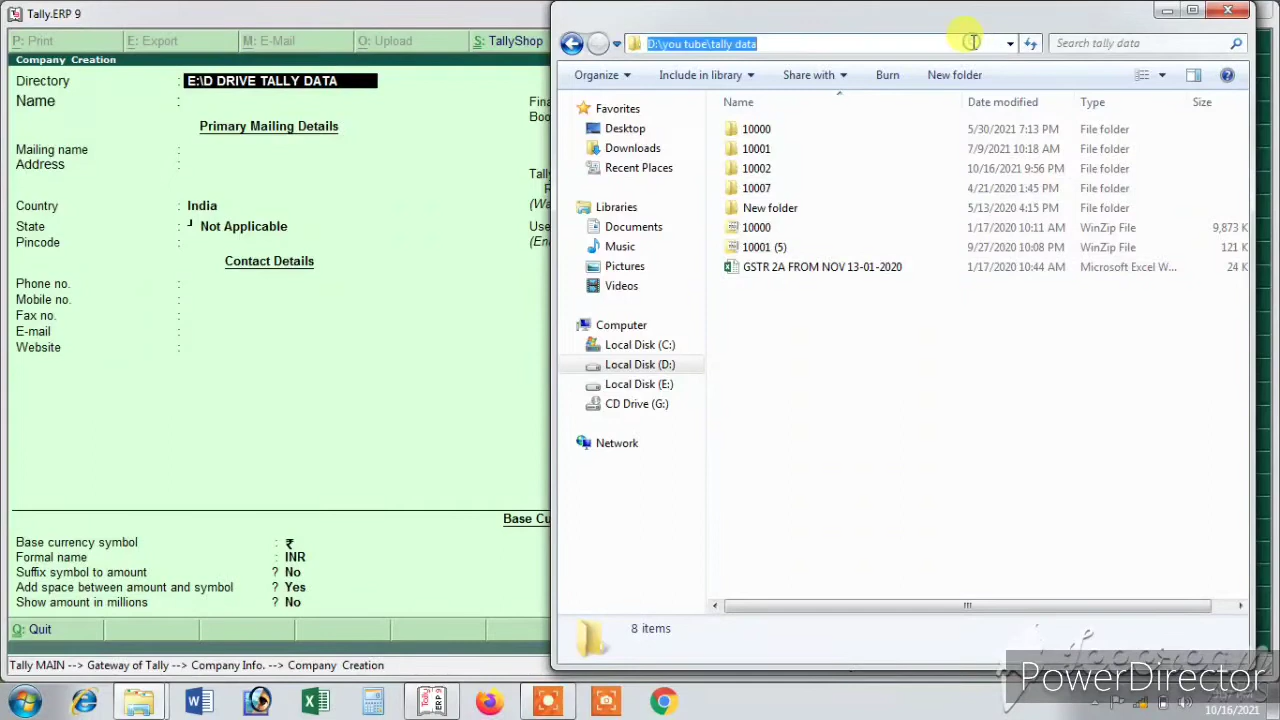 Tally.ERP 9
P: Print
E: Export
M: E-Mail
O: Upload
S: TallyShop
Company Creation
Directory : E:\D DRIVE TALLY DATA
Name :
Primary Mailing Details
Mailing name :
Address :
Country : India
State : ┘ Not Applicable
Pincode :
Contact Details
Phone no. :
Mobile no. :
Fax no. :
E-mail :
Website :
Base Cu
Base currency symbol : ₹
Formal name : INR
Suffix symbol to amount ? No
Add space between amount and symbol ? Yes
Show amount in millions ? No
Q: Quit
Tally MAIN --> Gateway of Tally --> Company Info. --> Company Creation
D:\you tube\tally data
Search tally data
Organize
Include in library
Share with
Burn
New folder
Favorites
Desktop
Downloads
Recent Places
Libraries
Documents
Music
Pictures
Videos
Computer
Local Disk (C:)
Local Disk (D:)
Local Disk (E:)
CD Drive (G:)
Network
Name Date modified Type Size
10000 5/30/2021 7:13 PM File folder
10001 7/9/2021 10:18 AM File folder
10002 10/16/2021 9:56 PM File folder
10007 4/21/2020 1:45 PM File folder
New folder 5/13/2020 4:15 PM File folder
10000 1/17/2020 10:11 AM WinZip File 9,873
10001 (5) 9/27/2020 10:08 PM WinZip File 121 K
GSTR 2A FROM NOV 13-01-2020 1/17/2020 10:44 AM Microsoft Excel W... 24 K
8 items
PowerDirector
10/16/2021